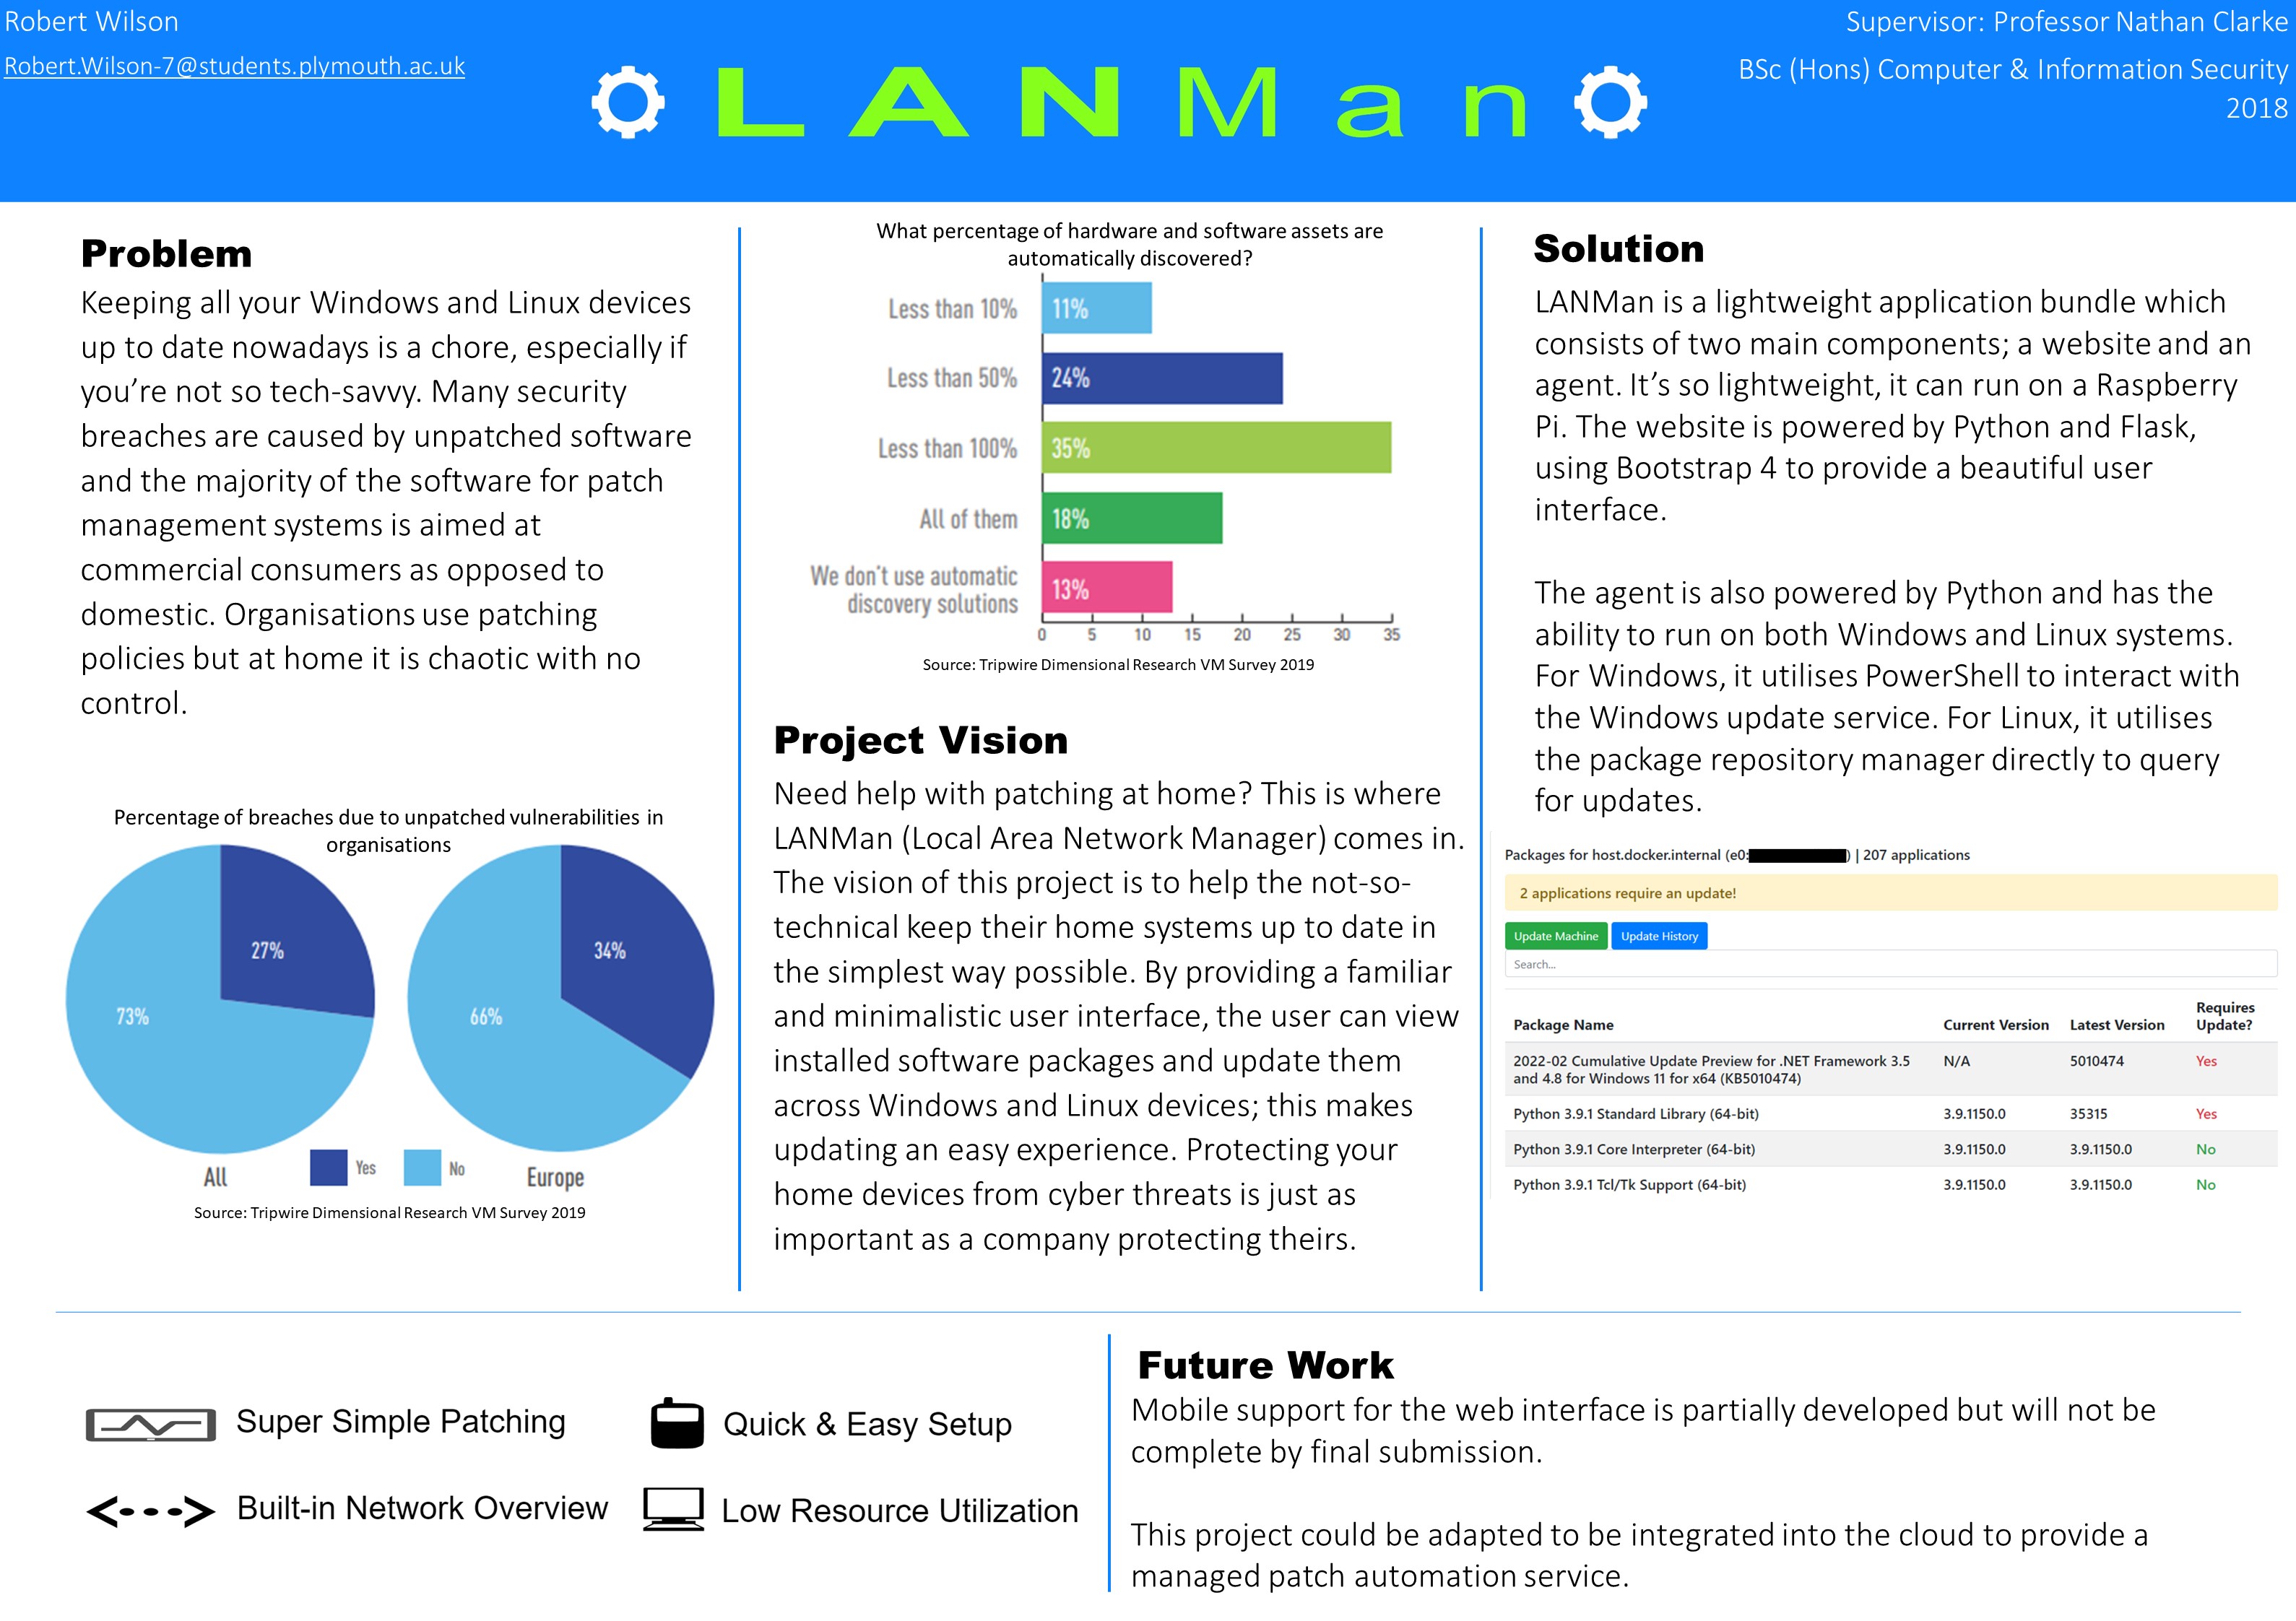 Robert Wilson
Robert.Wilson-7@students.plymouth.ac.uk
LANMan
Supervisor: Professor Nathan Clarke
BSc (Hons) Computer & Information Security
2018
Problem
Keeping all your Windows and Linux devices
up to date nowadays is a chore, especially if
you’re not so tech-savvy. Many security
breaches are caused by unpatched software
and the majority of the software for patch
management systems is aimed at
commercial consumers as opposed to
domestic. Organisations use patching
policies but at home it is chaotic with no
control.
Percentage of breaches due to unpatched vulnerabilities in
organisations
27%
73%
34%
66%
All
Yes
No
Europe
Source: Tripwire Dimensional Research VM Survey 2019
What percentage of hardware and software assets are
automatically discovered?
Less than 10%
11%
Less than 50%
24%
Less than 100%
35%
All of them
18%
We don't use automatic
discovery solutions
13%
0 5 10 15 20 25 30 35
Source: Tripwire Dimensional Research VM Survey 2019
Project Vision
Need help with patching at home? This is where
LANMan (Local Area Network Manager) comes in.
The vision of this project is to help the not-so-
technical keep their home systems up to date in
the simplest way possible. By providing a familiar
and minimalistic user interface, the user can view
installed software packages and update them
across Windows and Linux devices; this makes
updating an easy experience. Protecting your
home devices from cyber threats is just as
important as a company protecting theirs.
Solution
LANMan is a lightweight application bundle which
consists of two main components; a website and an
agent. It’s so lightweight, it can run on a Raspberry
Pi. The website is powered by Python and Flask,
using Bootstrap 4 to provide a beautiful user
interface.
The agent is also powered by Python and has the
ability to run on both Windows and Linux systems.
For Windows, it utilises PowerShell to interact with
the Windows update service. For Linux, it utilises
the package repository manager directly to query
for updates.
Packages for host.docker.internal (e0: ) | 207 applications
2 applications require an update!
Update Machine Update History
Search...
Package Name Current Version Latest Version Requires Update?
2022-02 Cumulative Update Preview for .NET Framework 3.5
and 4.8 for Windows 11 for x64 (KB5010474) N/A 5010474 Yes
Python 3.9.1 Standard Library (64-bit) 3.9.1150.0 35315 Yes
Python 3.9.1 Core Interpreter (64-bit) 3.9.1150.0 3.9.1150.0 No
Python 3.9.1 Tcl/Tk Support (64-bit) 3.9.1150.0 3.9.1150.0 No
Super Simple Patching
Quick & Easy Setup
Built-in Network Overview
Low Resource Utilization
Future Work
Mobile support for the web interface is partially developed but will not be
complete by final submission.
This project could be adapted to be integrated into the cloud to provide a
managed patch automation service.